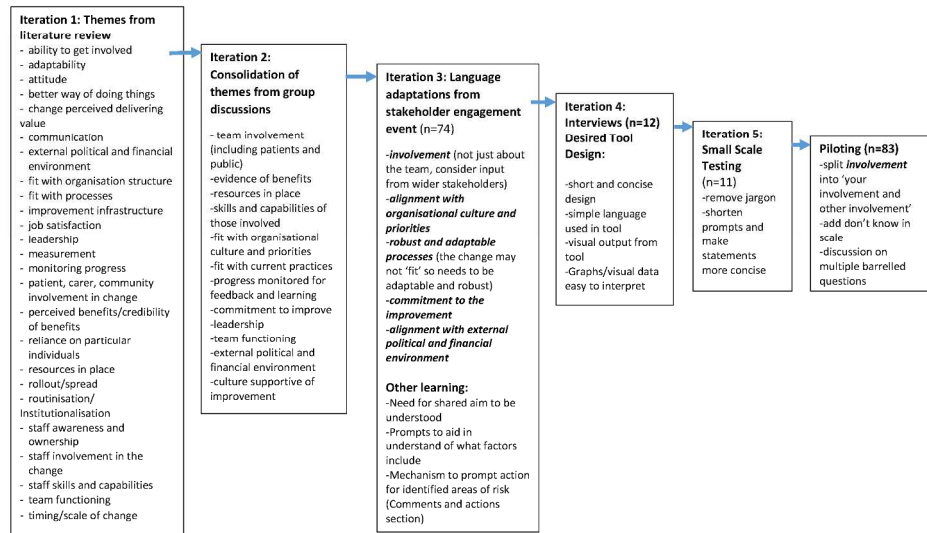 Iteration 1: Themes from
literature review
- ability to get involved
- adaptability
- attitude
- better way of doing things
- change perceived delivering
value
- communication
- external political and financial
environment
- fit with organisation structure
- fit with processes
- improvement infrastructure
- job satisfaction
- leadership
- measurement
- monitoring progress
- patient, carer, community
involvement in change
- perceived benefits/credibility
of benefits
- reliance on particular
individuals
- resources in place
- rollout/spread
- routinisation/
Institutionalisation
- staff awareness and
ownership
- staff involvement in the
change
- staff skills and capabilities
- team functioning
- timing/scale of change
Iteration 2:
Consolidation of
themes from group
discussions
- team involvement
(including patients and
public)
-evidence of benefits
-resources in place
-skills and capabilities of
those involved
-fit with organisational
culture and priorities
-fit with current practices
-progress monitored for
feedback and learning
-commitment to improve
-leadership
-team functioning
-external political and
financial environment
-culture supportive of
improvement
Iteration 3: Language
adaptations from
stakeholder engagement
event (n=74)
-involvement (not just about
the team, consider input
from wider stakeholders)
-alignment with
organisational culture and
priorities
-robust and adaptable
processes (the change may
not 'fit' so needs to be
adaptable and robust)
-commitment to the
improvement
-alignment with external
political and financial
environment
Other learning:
-Need for shared aim to be
understood
-Prompts to aid in
understand of what factors
include
-Mechanism to prompt action
for identified areas of risk
(Comments and actions
section)
Iteration 4:
Interviews (n=12)
Desired Tool
Design:
-short and concise
design
-simple language
used in tool
-visual output from
tool
-Graphs/visual data
easy to interpret
Iteration 5:
Small Scale
Testing
(n=11)
-remove jargon
-shorten
prompts and
make
statements
more concise
Piloting (n=83)
-split involvement
into 'your
involvement and
other involvement'
-add don't know in
scale
-discussion on
multiple barrelled
questions